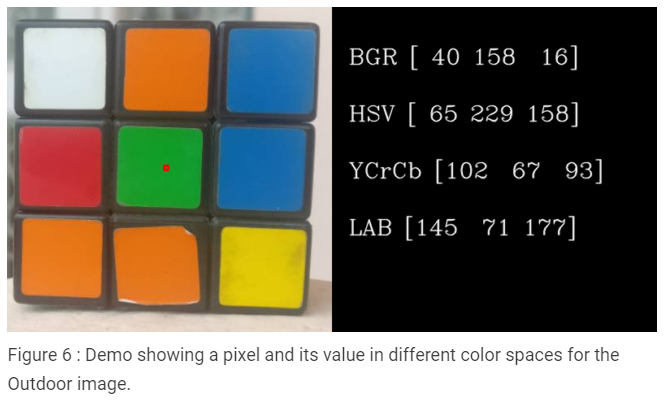 BGR [ 40 158  16]
HSV [ 65 229 158]
YCrCb [102  67  93]
LAB [145  71 177]
Figure 6 : Demo showing a pixel and its value in different color spaces for the
Outdoor image.